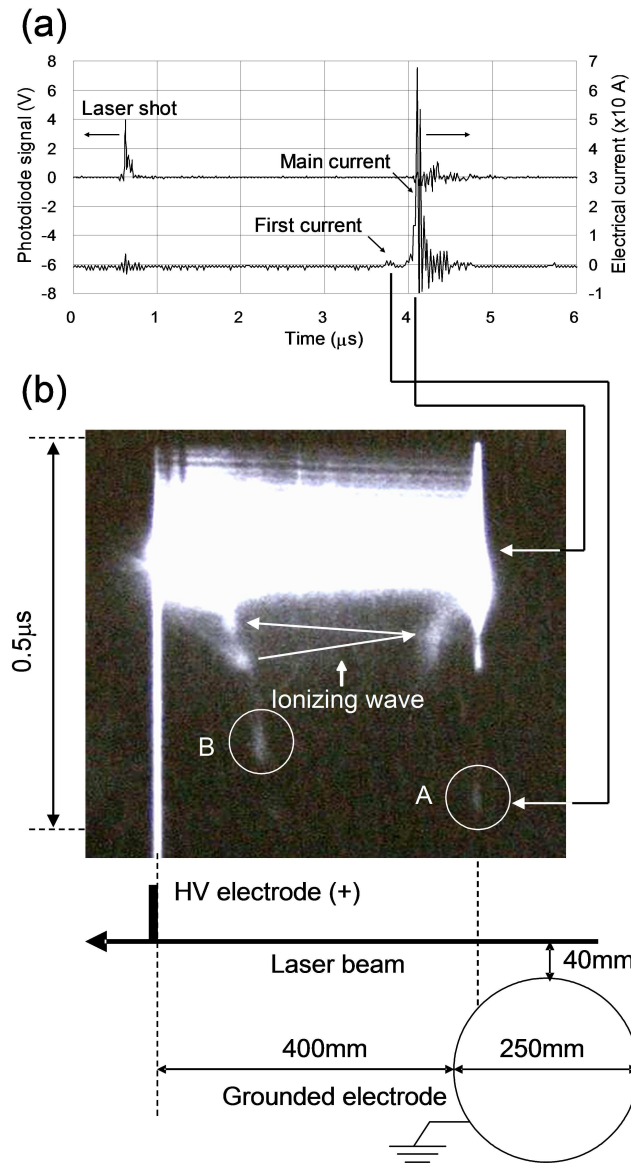 (a)
8
6
4
2
0
-2
-4
-6
-8
Photodiode signal (V)
7
6
5
4
3
2
1
0
-1
Electrical current (x10 A)
Laser shot
Main current
First current
0
1
2
3
4
5
6
Time (μs)
(b)
0.5μs
Ionizing wave
B
A
HV electrode (+)
Laser beam
40mm
400mm
250mm
Grounded electrode